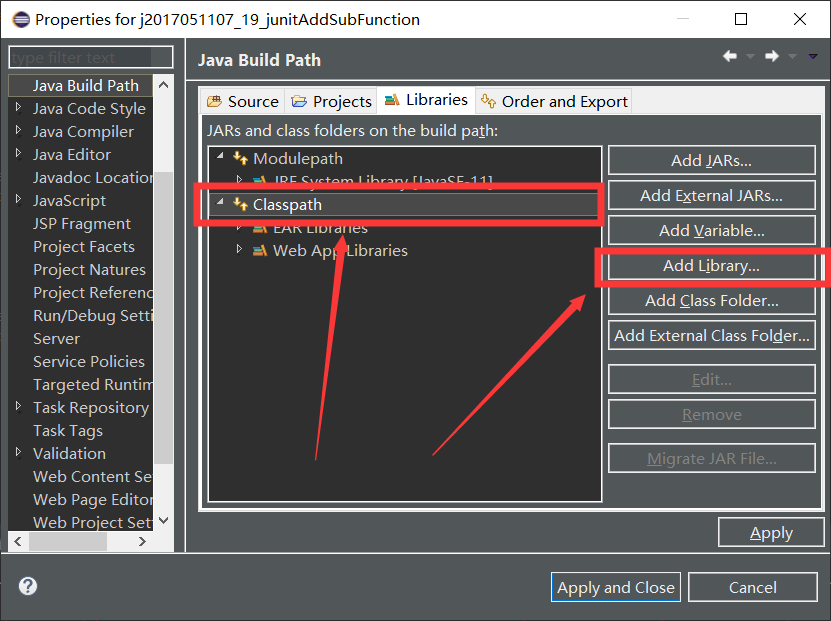 Properties for j2017051107_19_junitAddSubFunction
type filter text
Java Build Path
Java Code Style
Java Compiler
Java Editor
Javadoc Location
JavaScript
JSP Fragment
Project Facets
Project Natures
Project Referenc
Run/Debug Setti
Server
Service Policies
Targeted Runtim
Task Repository
Task Tags
Validation
Web Content Se
Web Page Editor
Web Project Set
Java Build Path
Source
Projects
Libraries
Order and Export
JARs and class folders on the build path:
Modulepath
JRE System Library [JavaSE-11]
Classpath
EAR Libraries
Web App Libraries
Add JARs...
Add External JARs...
Add Variable...
Add Library...
Add Class Folder...
Add External Class Folder...
Edit...
Remove
Migrate JAR File...
Apply
Apply and Close
Cancel